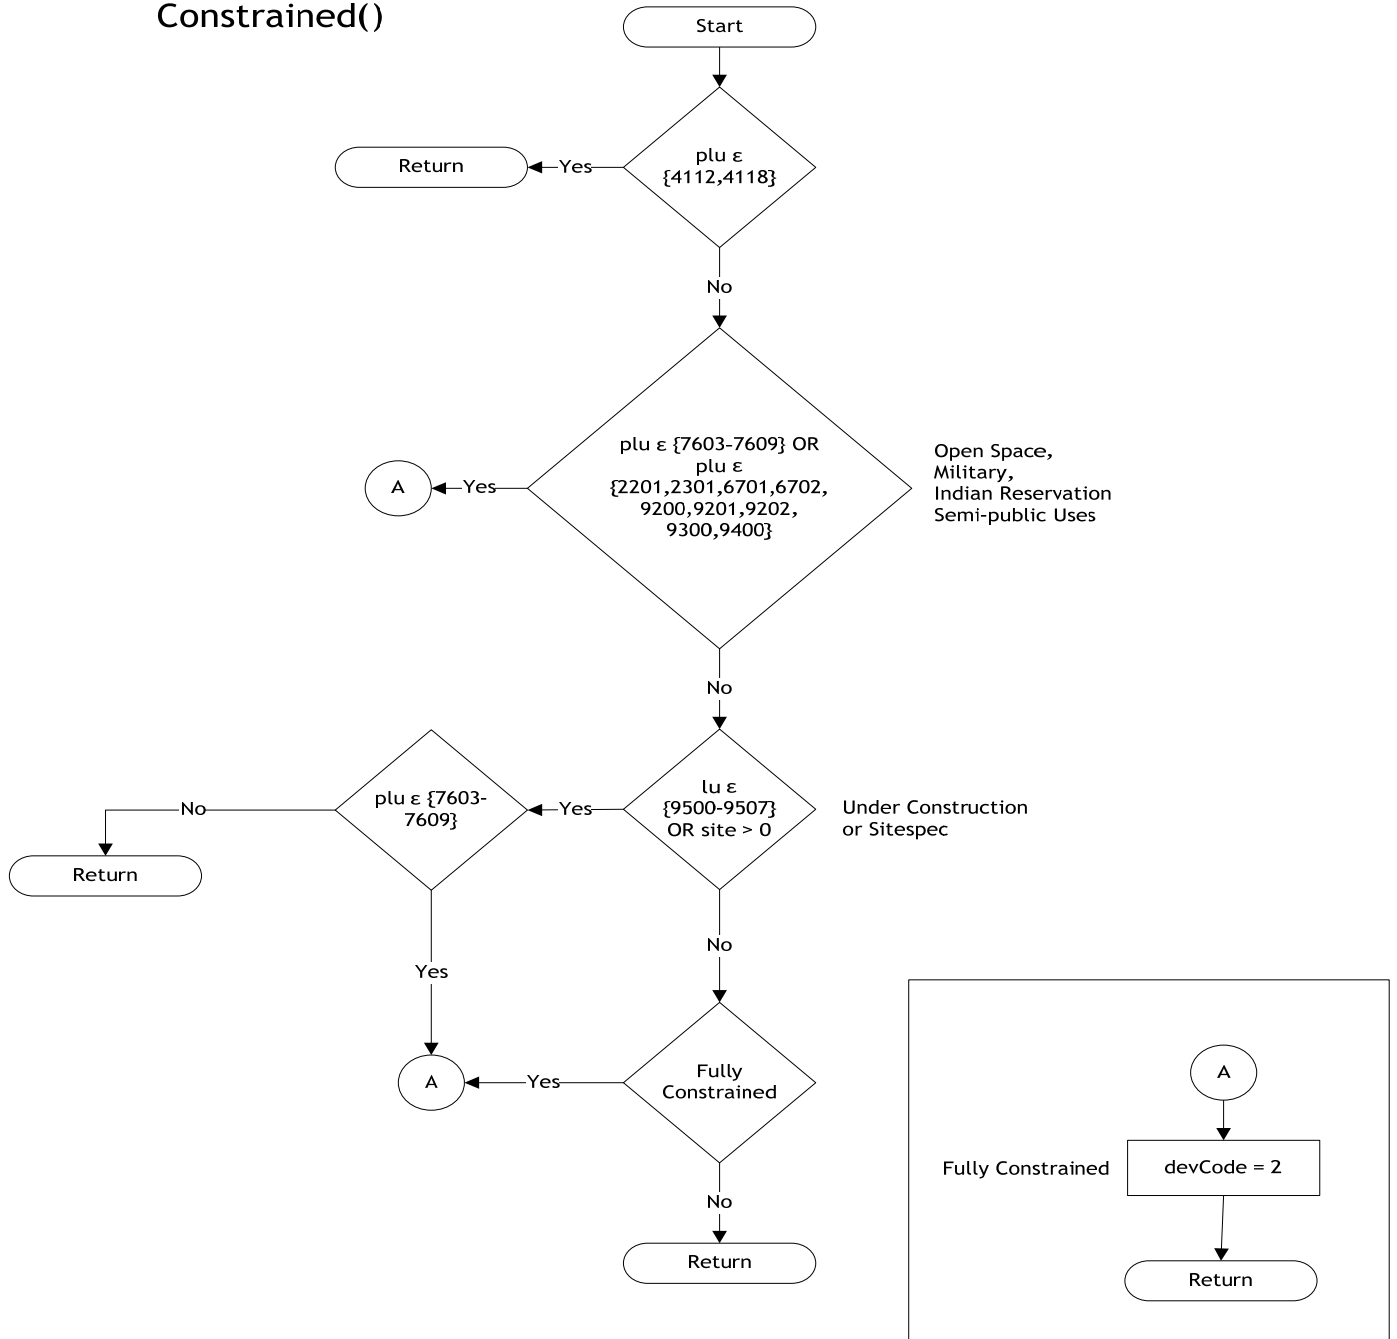 Constrained()
Start
plu ε
{4112,4118}
Yes
Return
No
plu ε {7603-7609} OR
plu ε
{2201,2301,6701,6702,
9200,9201,9202,
9300,9400}
Open Space,
Military,
Indian Reservation
Semi-public Uses
Yes
A
No
lu ε
{9500-9507}
OR site > 0
Under Construction
or Sitespec
Yes
plu ε {7603-
7609}
No
Return
Yes
No
Fully
Constrained
Yes
A
No
Return
A
Fully Constrained
devCode = 2
Return